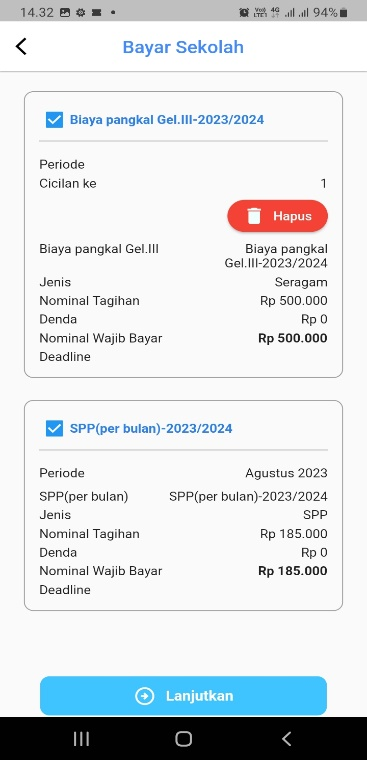 14.32 94%
Bayar Sekolah
Biaya pangkal Gel.III-2023/2024
Periode
Cicilan ke 1
Hapus
Biaya pangkal Gel.III Biaya pangkal
Gel.III-2023/2024
Jenis Seragam
Nominal Tagihan Rp 500.000
Denda Rp 0
Nominal Wajib Bayar Rp 500.000
Deadline
SPP(per bulan)-2023/2024
Periode Agustus 2023
SPP(per bulan) SPP(per bulan)-2023/2024
Jenis SPP
Nominal Tagihan Rp 185.000
Denda Rp 0
Nominal Wajib Bayar Rp 185.000
Deadline
Lanjutkan